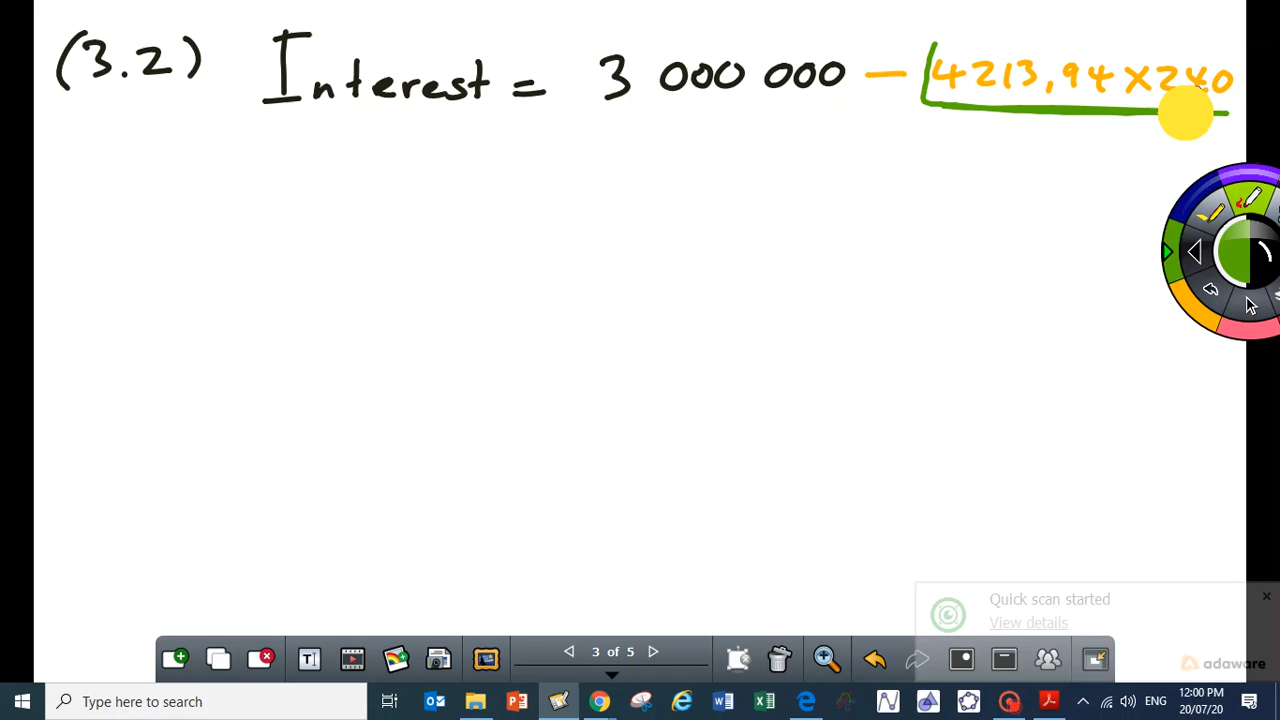 (3.2) Interest = 3 000 000 − 4213,94 × 240
Quick scan started
View details
adaware
3 of 5
Type here to search
ENG
12:00 PM
20/07/20